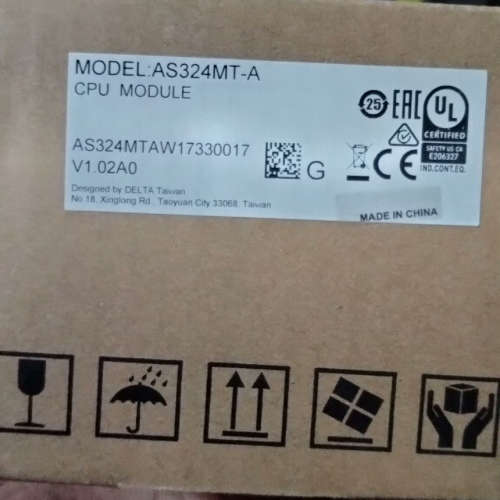 MODEL:AS324MT-A
CPU MODULE
AS324MTAW17330017
V1.02A0
G
Designed by DELTA Taiwan
No 18, Xinglong Rd., Taoyuan City 33068 Taiwan
25
EAC
UL
CERTIFIED
SAFETY US CA
E206327
IND.CONT.EQ.
CE
MADE IN CHINA